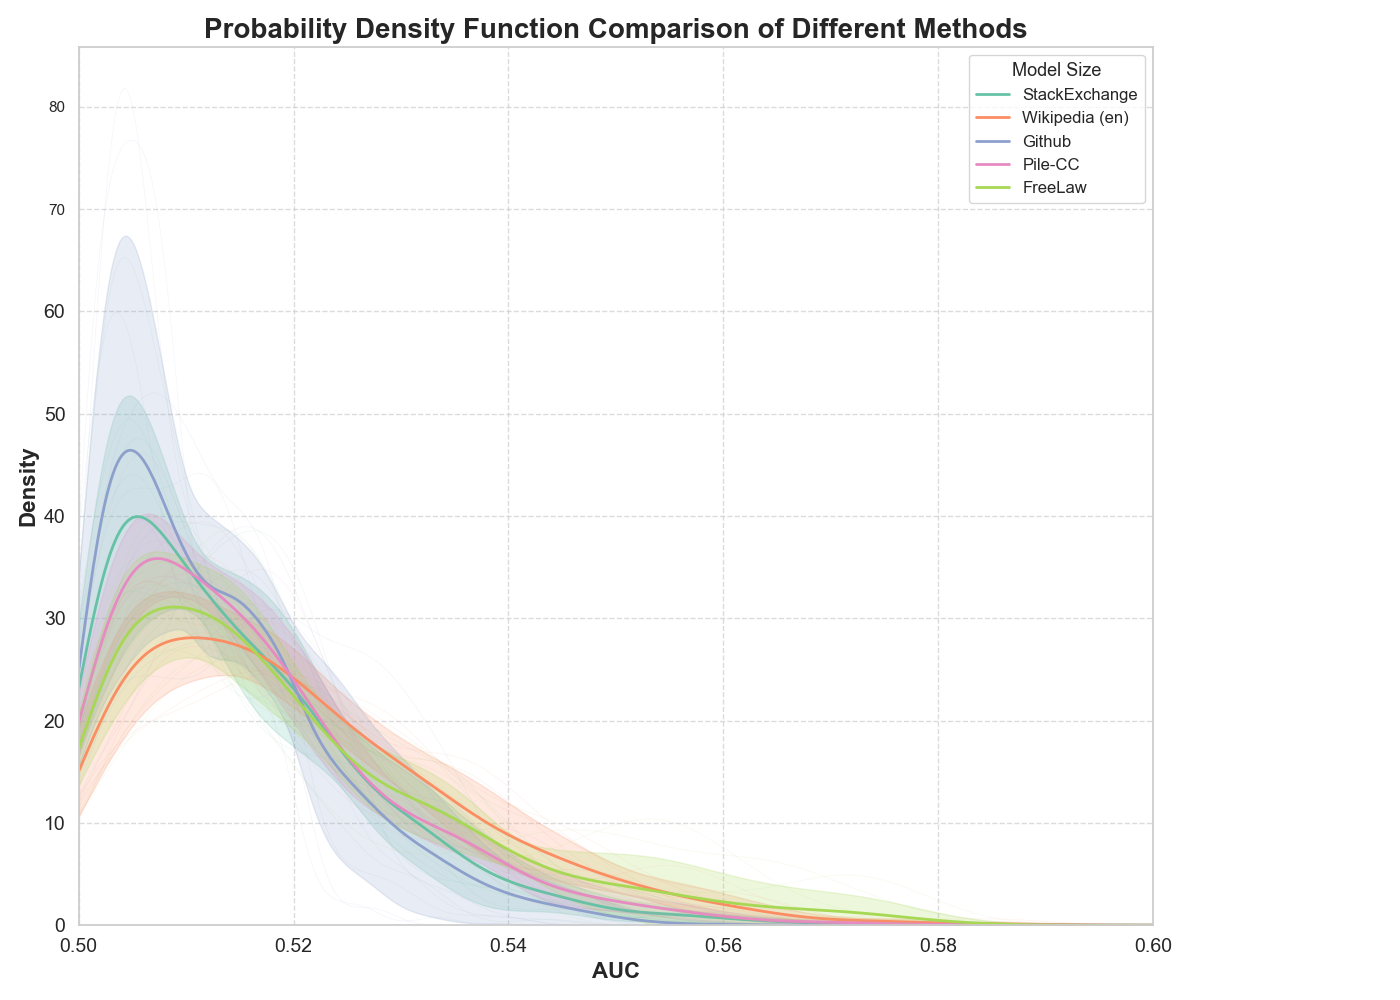 Probability Density Function Comparison of Different Methods
Model Size
StackExchange
Wikipedia (en)
Github
Pile-CC
FreeLaw
80
70
60
50
40
30
20
10
0
Density
0.50 0.52 0.54 0.56 0.58 0.60
AUC